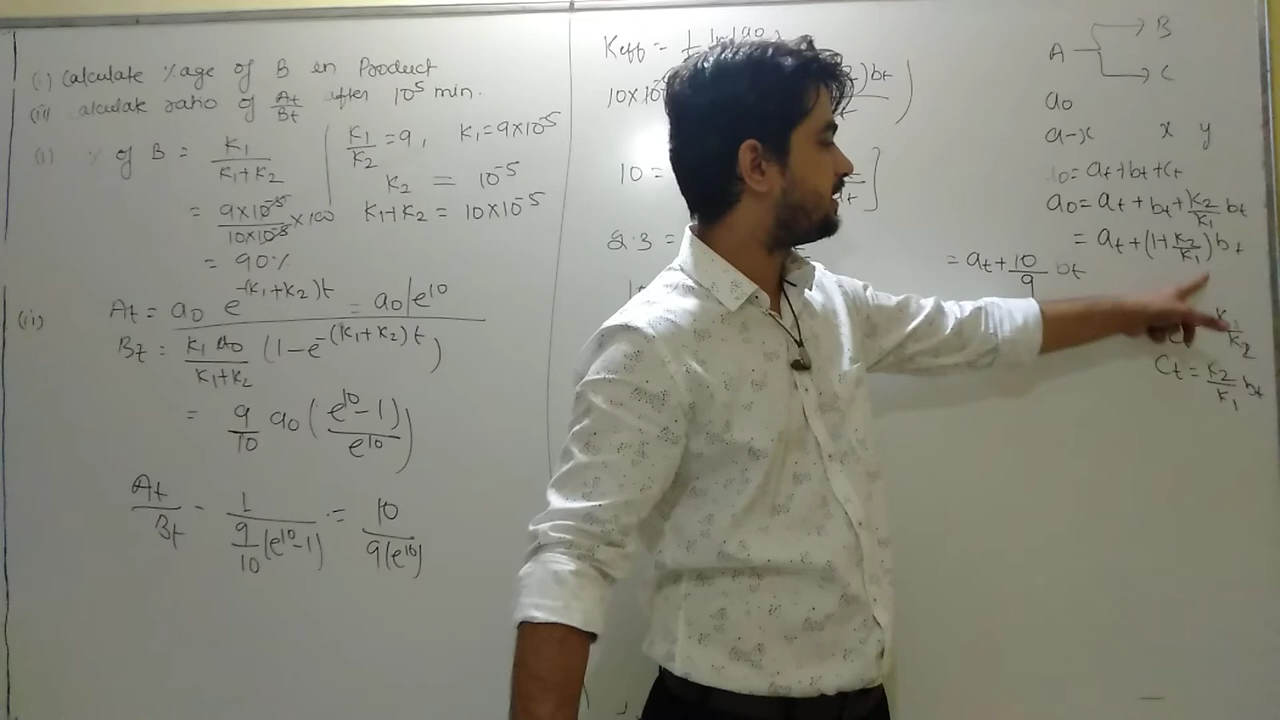 (i) Calculate %age of B in Product
(ii) alculate ratio of At/Bt after 10^5 min.
(i) % of B = K1/(K1+K2)
= 9×10^-5/10×10^-5 ×100
= 90%
K1/K2 = 9, K1=9×10^-5
K2 = 10^-5
K1+K2 = 10×10^-5
(ii) At = a0 e^-(K1+K2)t = a0/e^10
Bt = K1 a0/(K1+K2) (1-e^-(K1+K2)t)
= 9/10 a0 (e^10-1/e^10)
At/Bt - 1/(9/10(e^10-1)) = 10/9(e^10)
Keff =
bt)
10 =
t]
2.3 =
A → B
→ C
a0
a-x x y
= at+bt+Ct
a0 = at + bt + K2/K1 bt
= at + (1+K2/K1)bt
= at + 10/9 bt
K2
Ct = K2/K1 bt